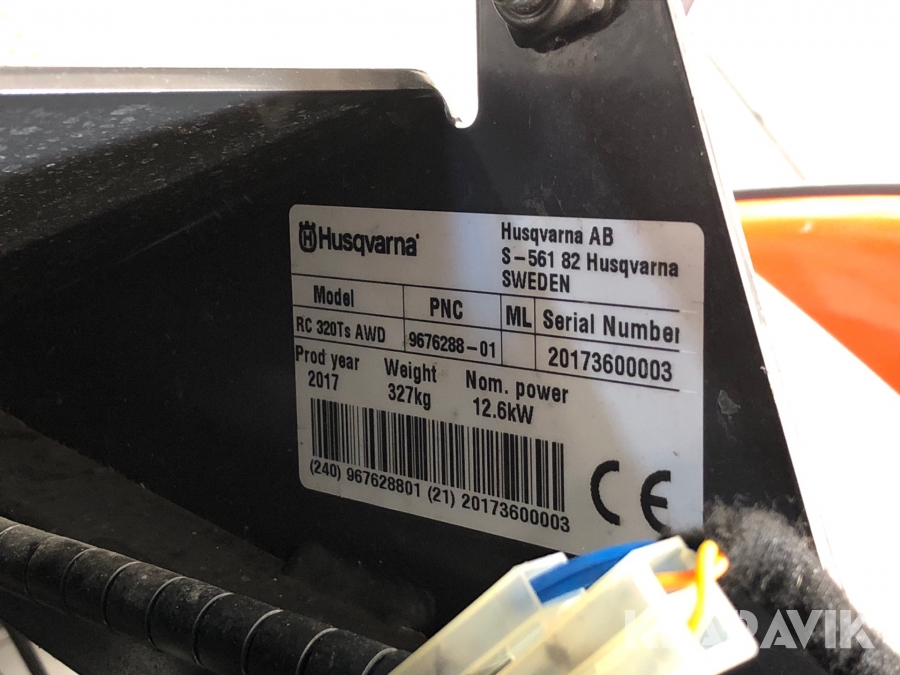 Husqvarna
Husqvarna AB
S-561 82 Husqvarna
SWEDEN
Model PNC ML Serial Number
RC 320Ts AWD 9676288-01 20173600003
Prod year Weight Nom. power
2017 327kg 12.6kW
(240) 967628801 (21) 20173600003
CE
KLARAVIK